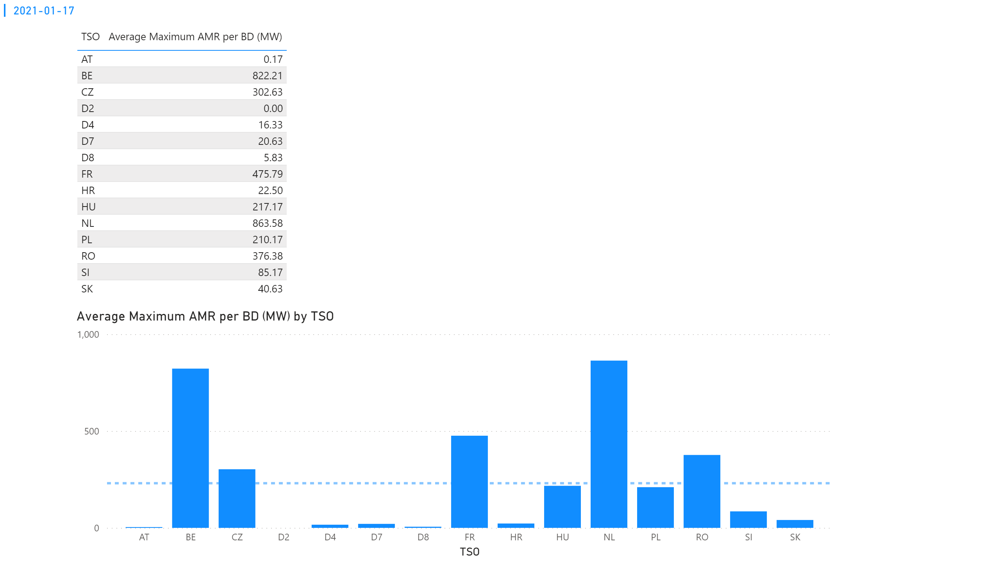 2021-01-17
TSO Average Maximum AMR per BD (MW)
AT 0.17
BE 822.21
CZ 302.63
D2 0.00
D4 16.33
D7 20.63
D8 5.83
FR 475.79
HR 22.50
HU 217.17
NL 863.58
PL 210.17
RO 376.38
SI 85.17
SK 40.63
Average Maximum AMR per BD (MW) by TSO
1,000
500
0
AT BE CZ D2 D4 D7 D8 FR HR HU NL PL RO SI SK
TSO